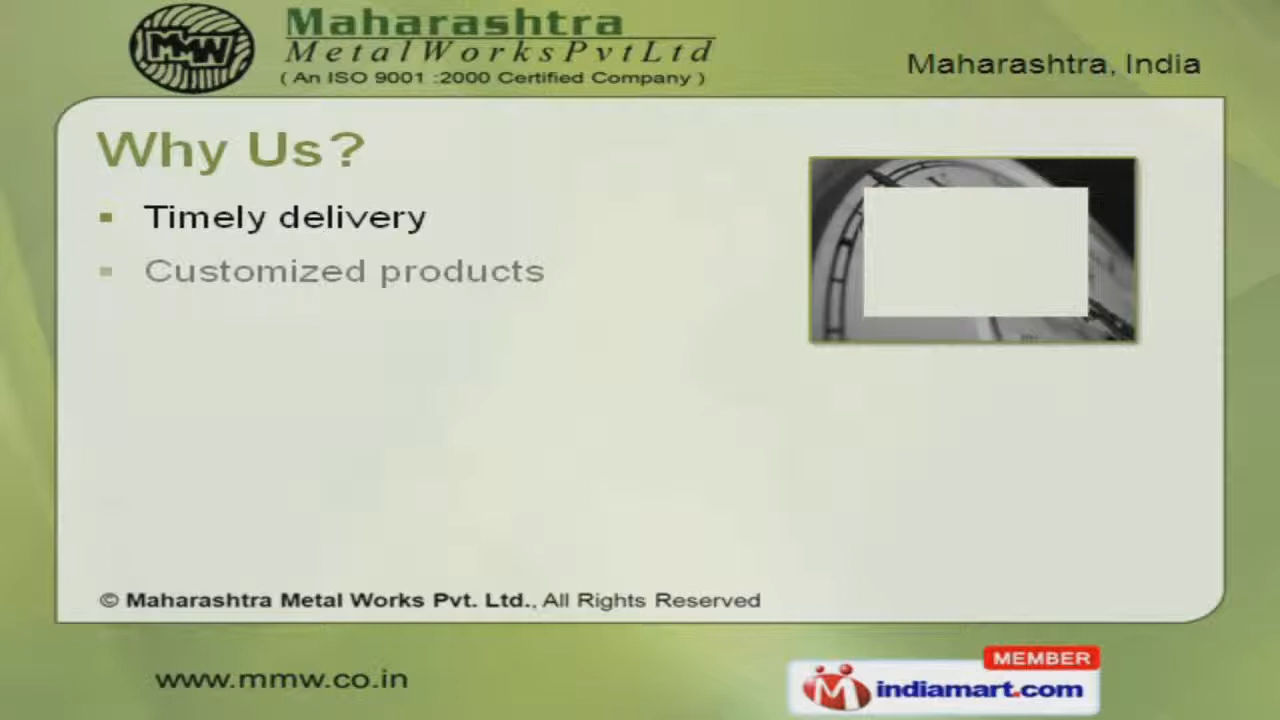 MMW
Maharashtra
MetalWorksPvtLtd
( An ISO 9001 :2000 Certified Company )
Maharashtra, India
Why Us?
▪ Timely delivery
▪ Customized products
© Maharashtra Metal Works Pvt. Ltd., All Rights Reserved
www.mmw.co.in
MEMBER
indiamart.com